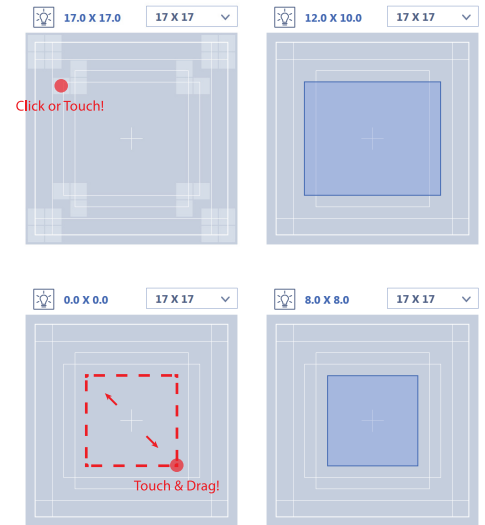 17.0 X 17.0
17 X 17
12.0 X 10.0
17 X 17
Click or Touch!
0.0 X 0.0
17 X 17
8.0 X 8.0
17 X 17
Touch & Drag!